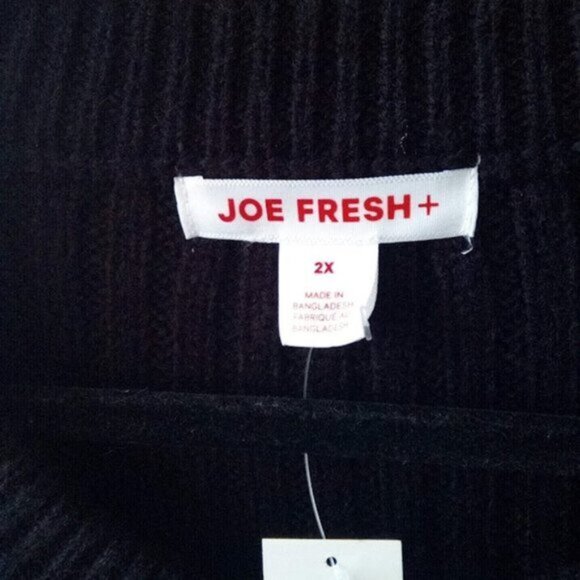 JOE FRESH+
2X
MADE IN
BANGLADESH
FABRIQUÉ AU
BANGLADESH